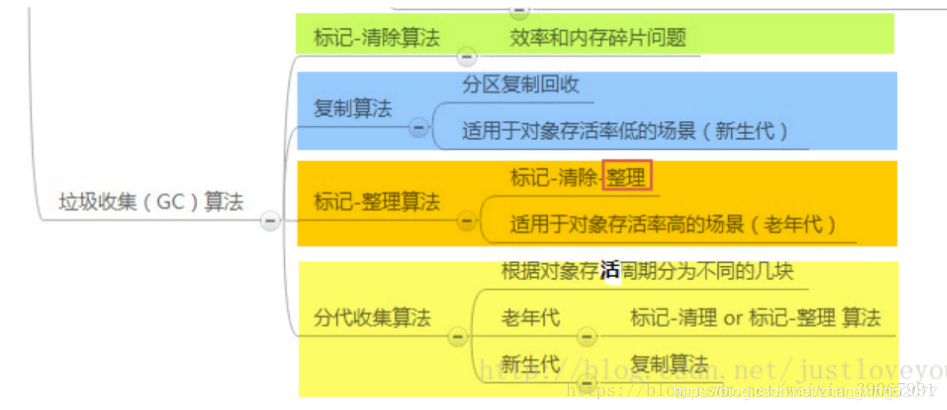 标记-清除算法
效率和内存碎片问题
复制算法
分区复制回收
适用于对象存活率低的场景（新生代）
垃圾收集（GC）算法
标记-整理算法
标记-清除-整理
适用于对象存活率高的场景（老年代）
分代收集算法
根据对象存活周期分为不同的几块
老年代
标记-清理 or 标记-整理 算法
新生代
复制算法
http://blog.csdn.net/justloveyou